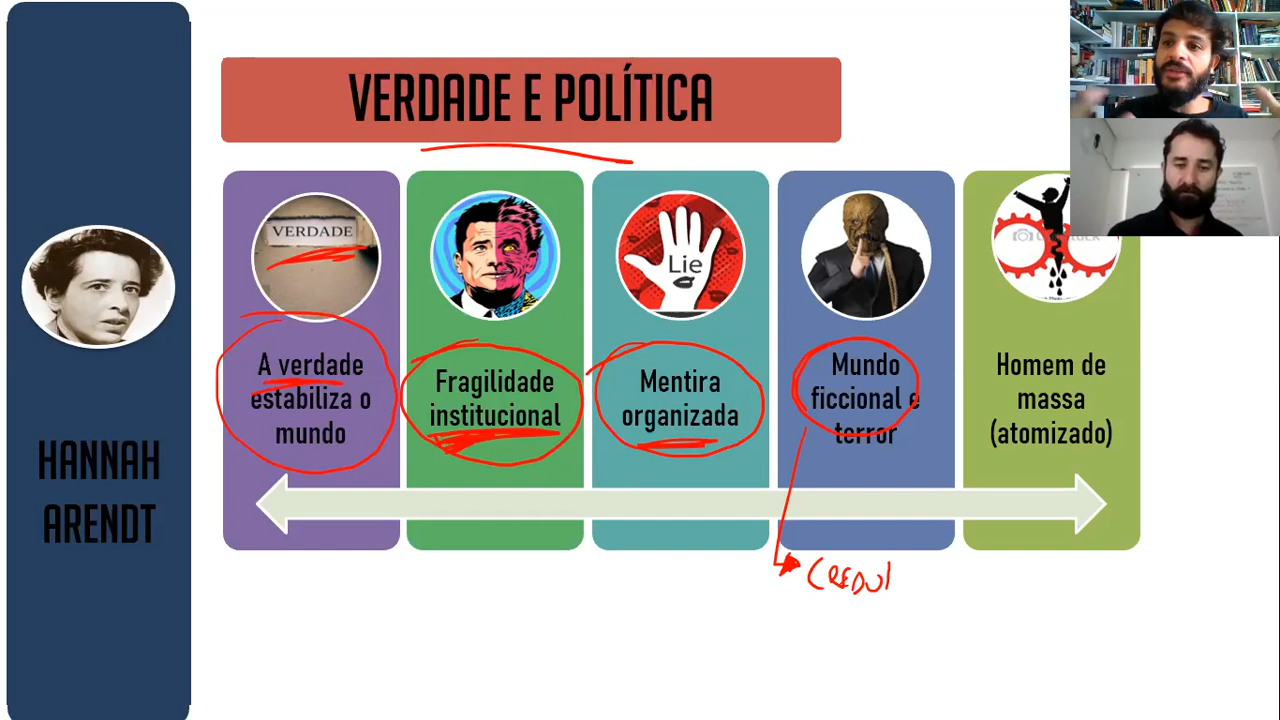 VERDADE E POLÍTICA
VERDADE
Lie
A verdade
estabiliza o
mundo
Fragilidade
institucional
Mentira
organizada
Mundo
ficcional e
terror
Homem de
massa
(atomizado)
HANNAH
ARENDT
CREDUL